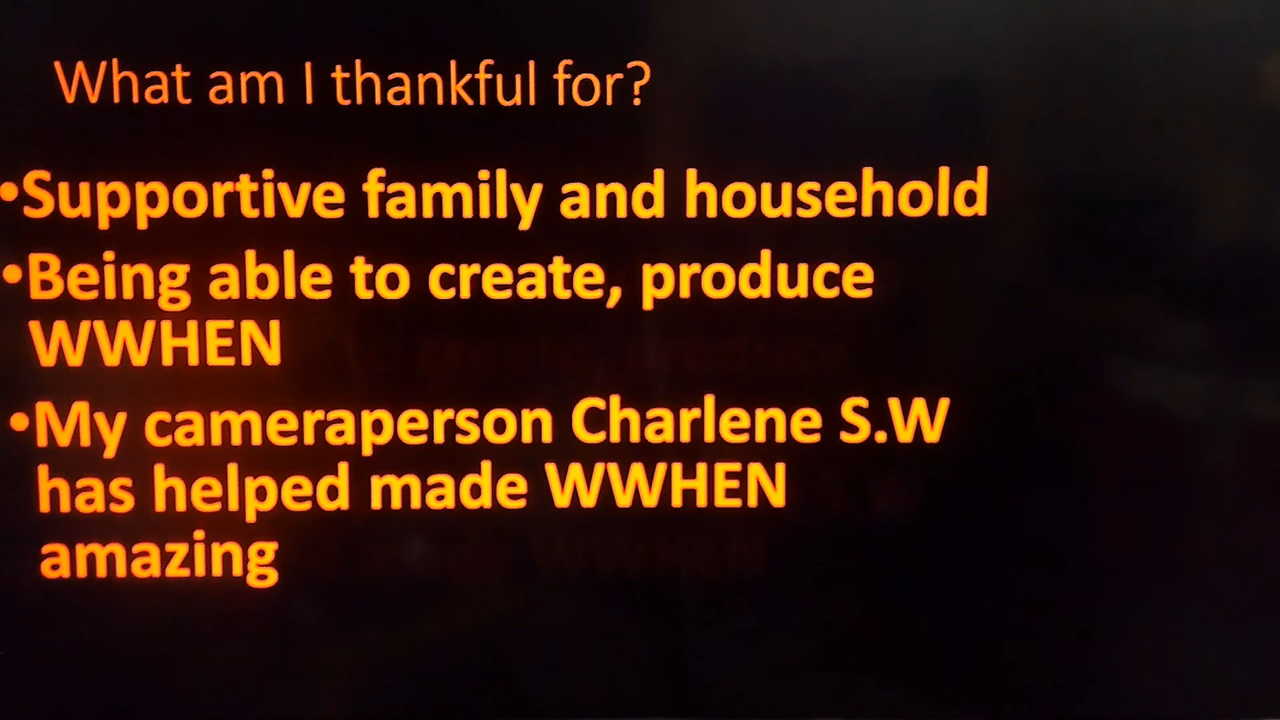 What am I thankful for?
•Supportive family and household
•Being able to create, produce
WWHEN
•My cameraperson Charlene S.W
has helped made WWHEN
amazing